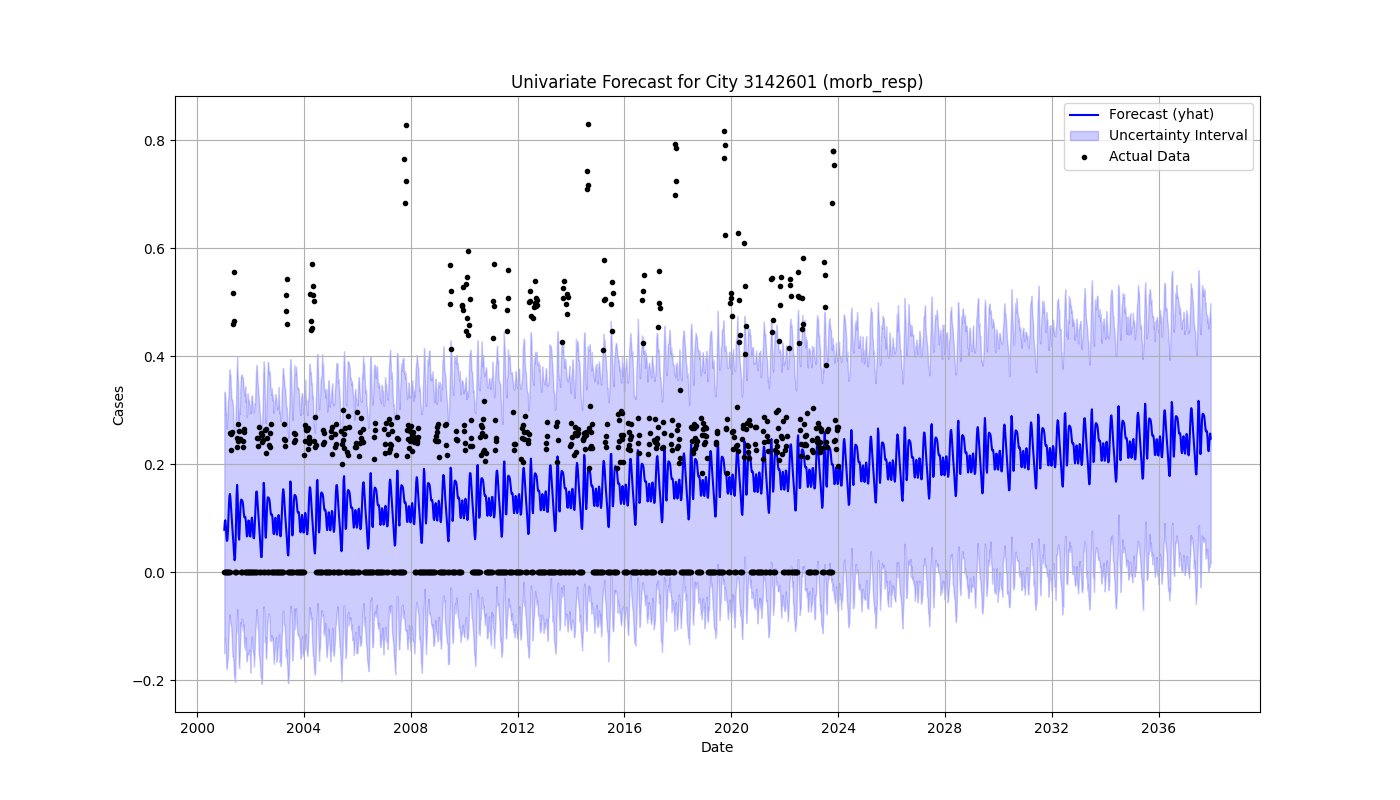 Univariate Forecast for City 3142601 (morb_resp)
Forecast (yhat)
Uncertainty Interval
Actual Data
Cases
0.8
0.6
0.4
0.2
0.0
−0.2
2000 2004 2008 2012 2016 2020 2024 2028 2032 2036
Date